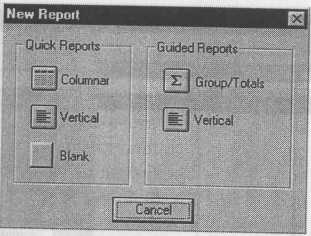 New Report
Quick Reports
Columnar
Vertical
Blank
Guided Reports
Σ Group/Totals
Vertical
Cancel